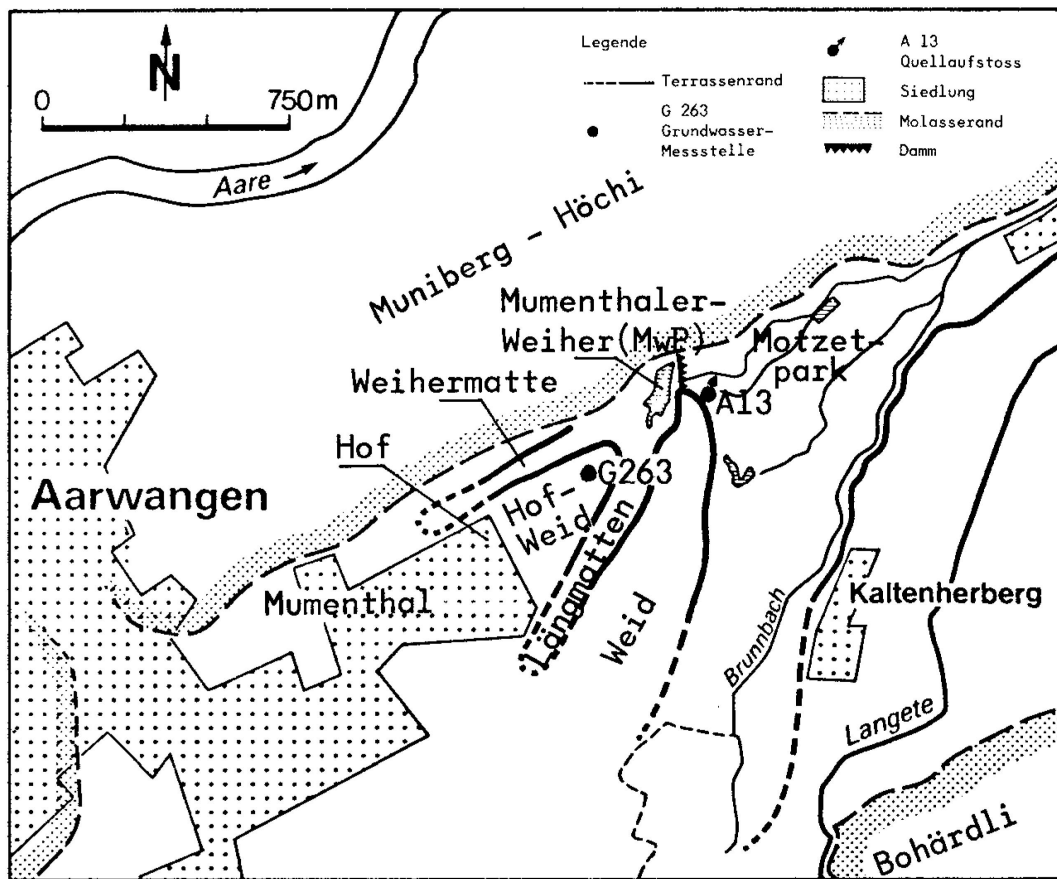 N
0 750m
Aare
Legende
Terrassenrand
G 263
Grundwasser-
Messstelle
A 13
Quellaufstoss
Siedlung
Molasserand
Damm
Muniberg - Höchi
Mumenthaler-
Weiher(MwP)
Motzet-
park
Weihermatte
A13
Hof
G263
Aarwangen
Hof-
Weid
Längmatten
Mumenthal
Weid
Kaltenherberg
Brunnbach
Langete
Bohärdli